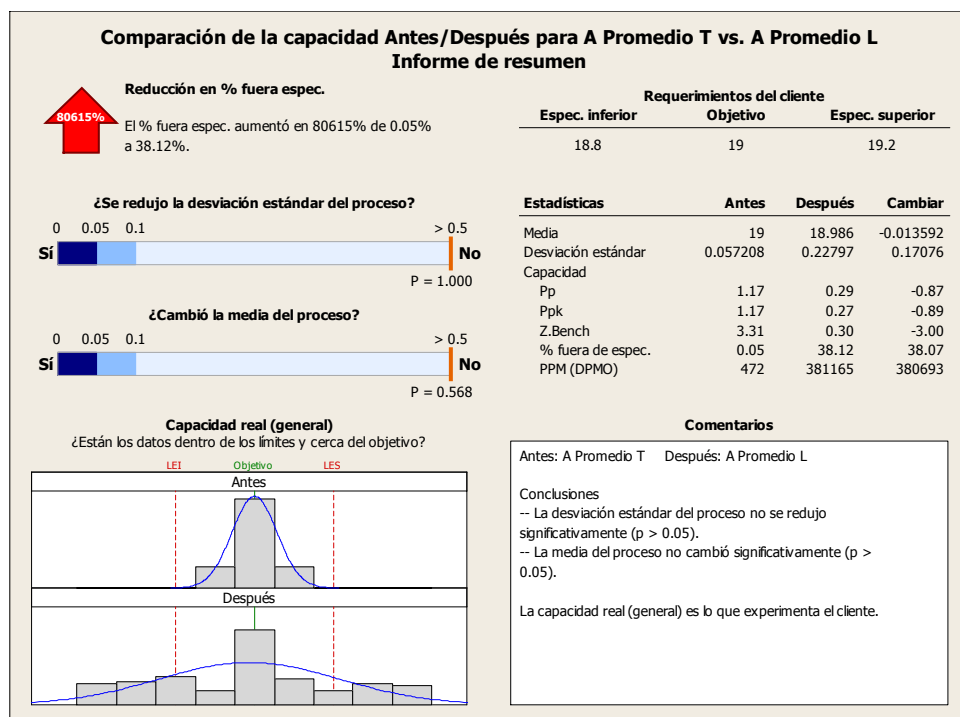 Comparación de la capacidad Antes/Después para A Promedio T vs. A Promedio L
Informe de resumen
Reducción en % fuera espec.
80615%
El % fuera espec. aumentó en 80615% de 0.05%
a 38.12%.
Requerimientos del cliente
Espec. inferior Objetivo Espec. superior
18.8 19 19.2
¿Se redujo la desviación estándar del proceso?
0 0.05 0.1 > 0.5
Sí No
P = 1.000
¿Cambió la media del proceso?
0 0.05 0.1 > 0.5
Sí No
P = 0.568
Estadísticas Antes Después Cambiar
Media 19 18.986 -0.013592
Desviación estándar 0.057208 0.22797 0.17076
Capacidad
Pp 1.17 0.29 -0.87
Ppk 1.17 0.27 -0.89
Z.Bench 3.31 0.30 -3.00
% fuera de espec. 0.05 38.12 38.07
PPM (DPMO) 472 381165 380693
Capacidad real (general)
¿Están los datos dentro de los límites y cerca del objetivo?
LEI Objetivo LES
Antes
Después
Comentarios
Antes: A Promedio T Después: A Promedio L
Conclusiones
-- La desviación estándar del proceso no se redujo
significativamente (p > 0.05).
-- La media del proceso no cambió significativamente (p >
0.05).
La capacidad real (general) es lo que experimenta el cliente.